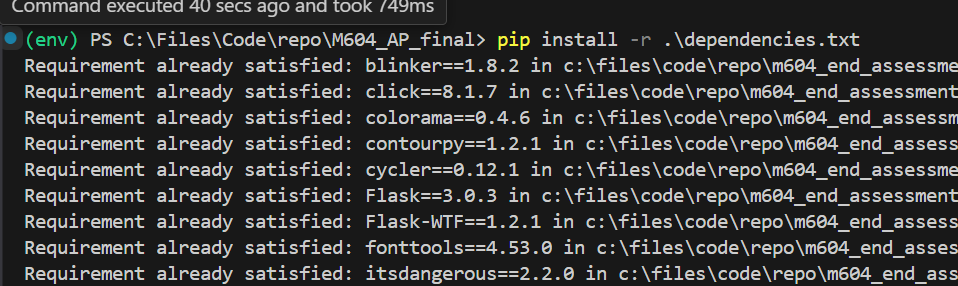 Command executed 40 secs ago and took 749ms
(env) PS C:\Files\Code\repo\M604_AP_final> pip install -r .\dependencies.txt
Requirement already satisfied: blinker==1.8.2 in c:\files\code\repo\m604_end_assessme
Requirement already satisfied: click==8.1.7 in c:\files\code\repo\m604_end_assessment
Requirement already satisfied: colorama==0.4.6 in c:\files\code\repo\m604_end_assessm
Requirement already satisfied: contourpy==1.2.1 in c:\files\code\repo\m604_end_assess
Requirement already satisfied: cycler==0.12.1 in c:\files\code\repo\m604_end_assessme
Requirement already satisfied: Flask==3.0.3 in c:\files\code\repo\m604_end_assessment
Requirement already satisfied: Flask-WTF==1.2.1 in c:\files\code\repo\m604_end_assess
Requirement already satisfied: fonttools==4.53.0 in c:\files\code\repo\m604_end_asses
Requirement already satisfied: itsdangerous==2.2.0 in c:\files\code\repo\m604_end_ass